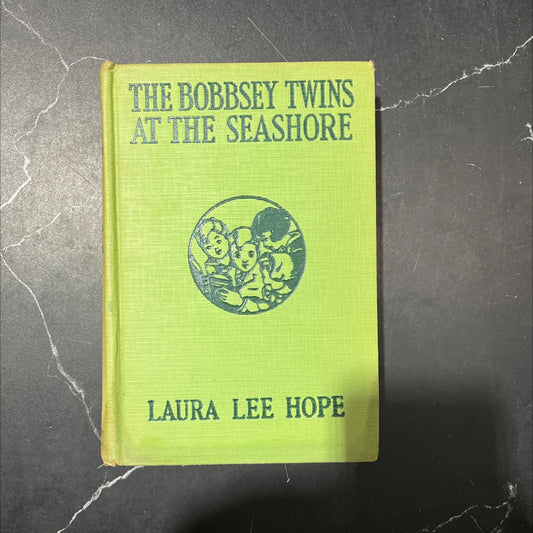 THE BOBBSEY TWINS
AT THE SEASHORE
LAURA LEE HOPE